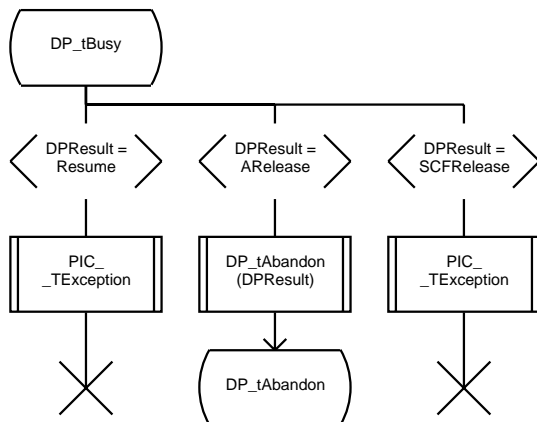 DP_tBusy
DPResult =
Resume
DPResult =
ARelease
DPResult =
SCFRelease
PIC_
_TException
DP_tAbandon
(DPResult)
PIC_
_TException
DP_tAbandon